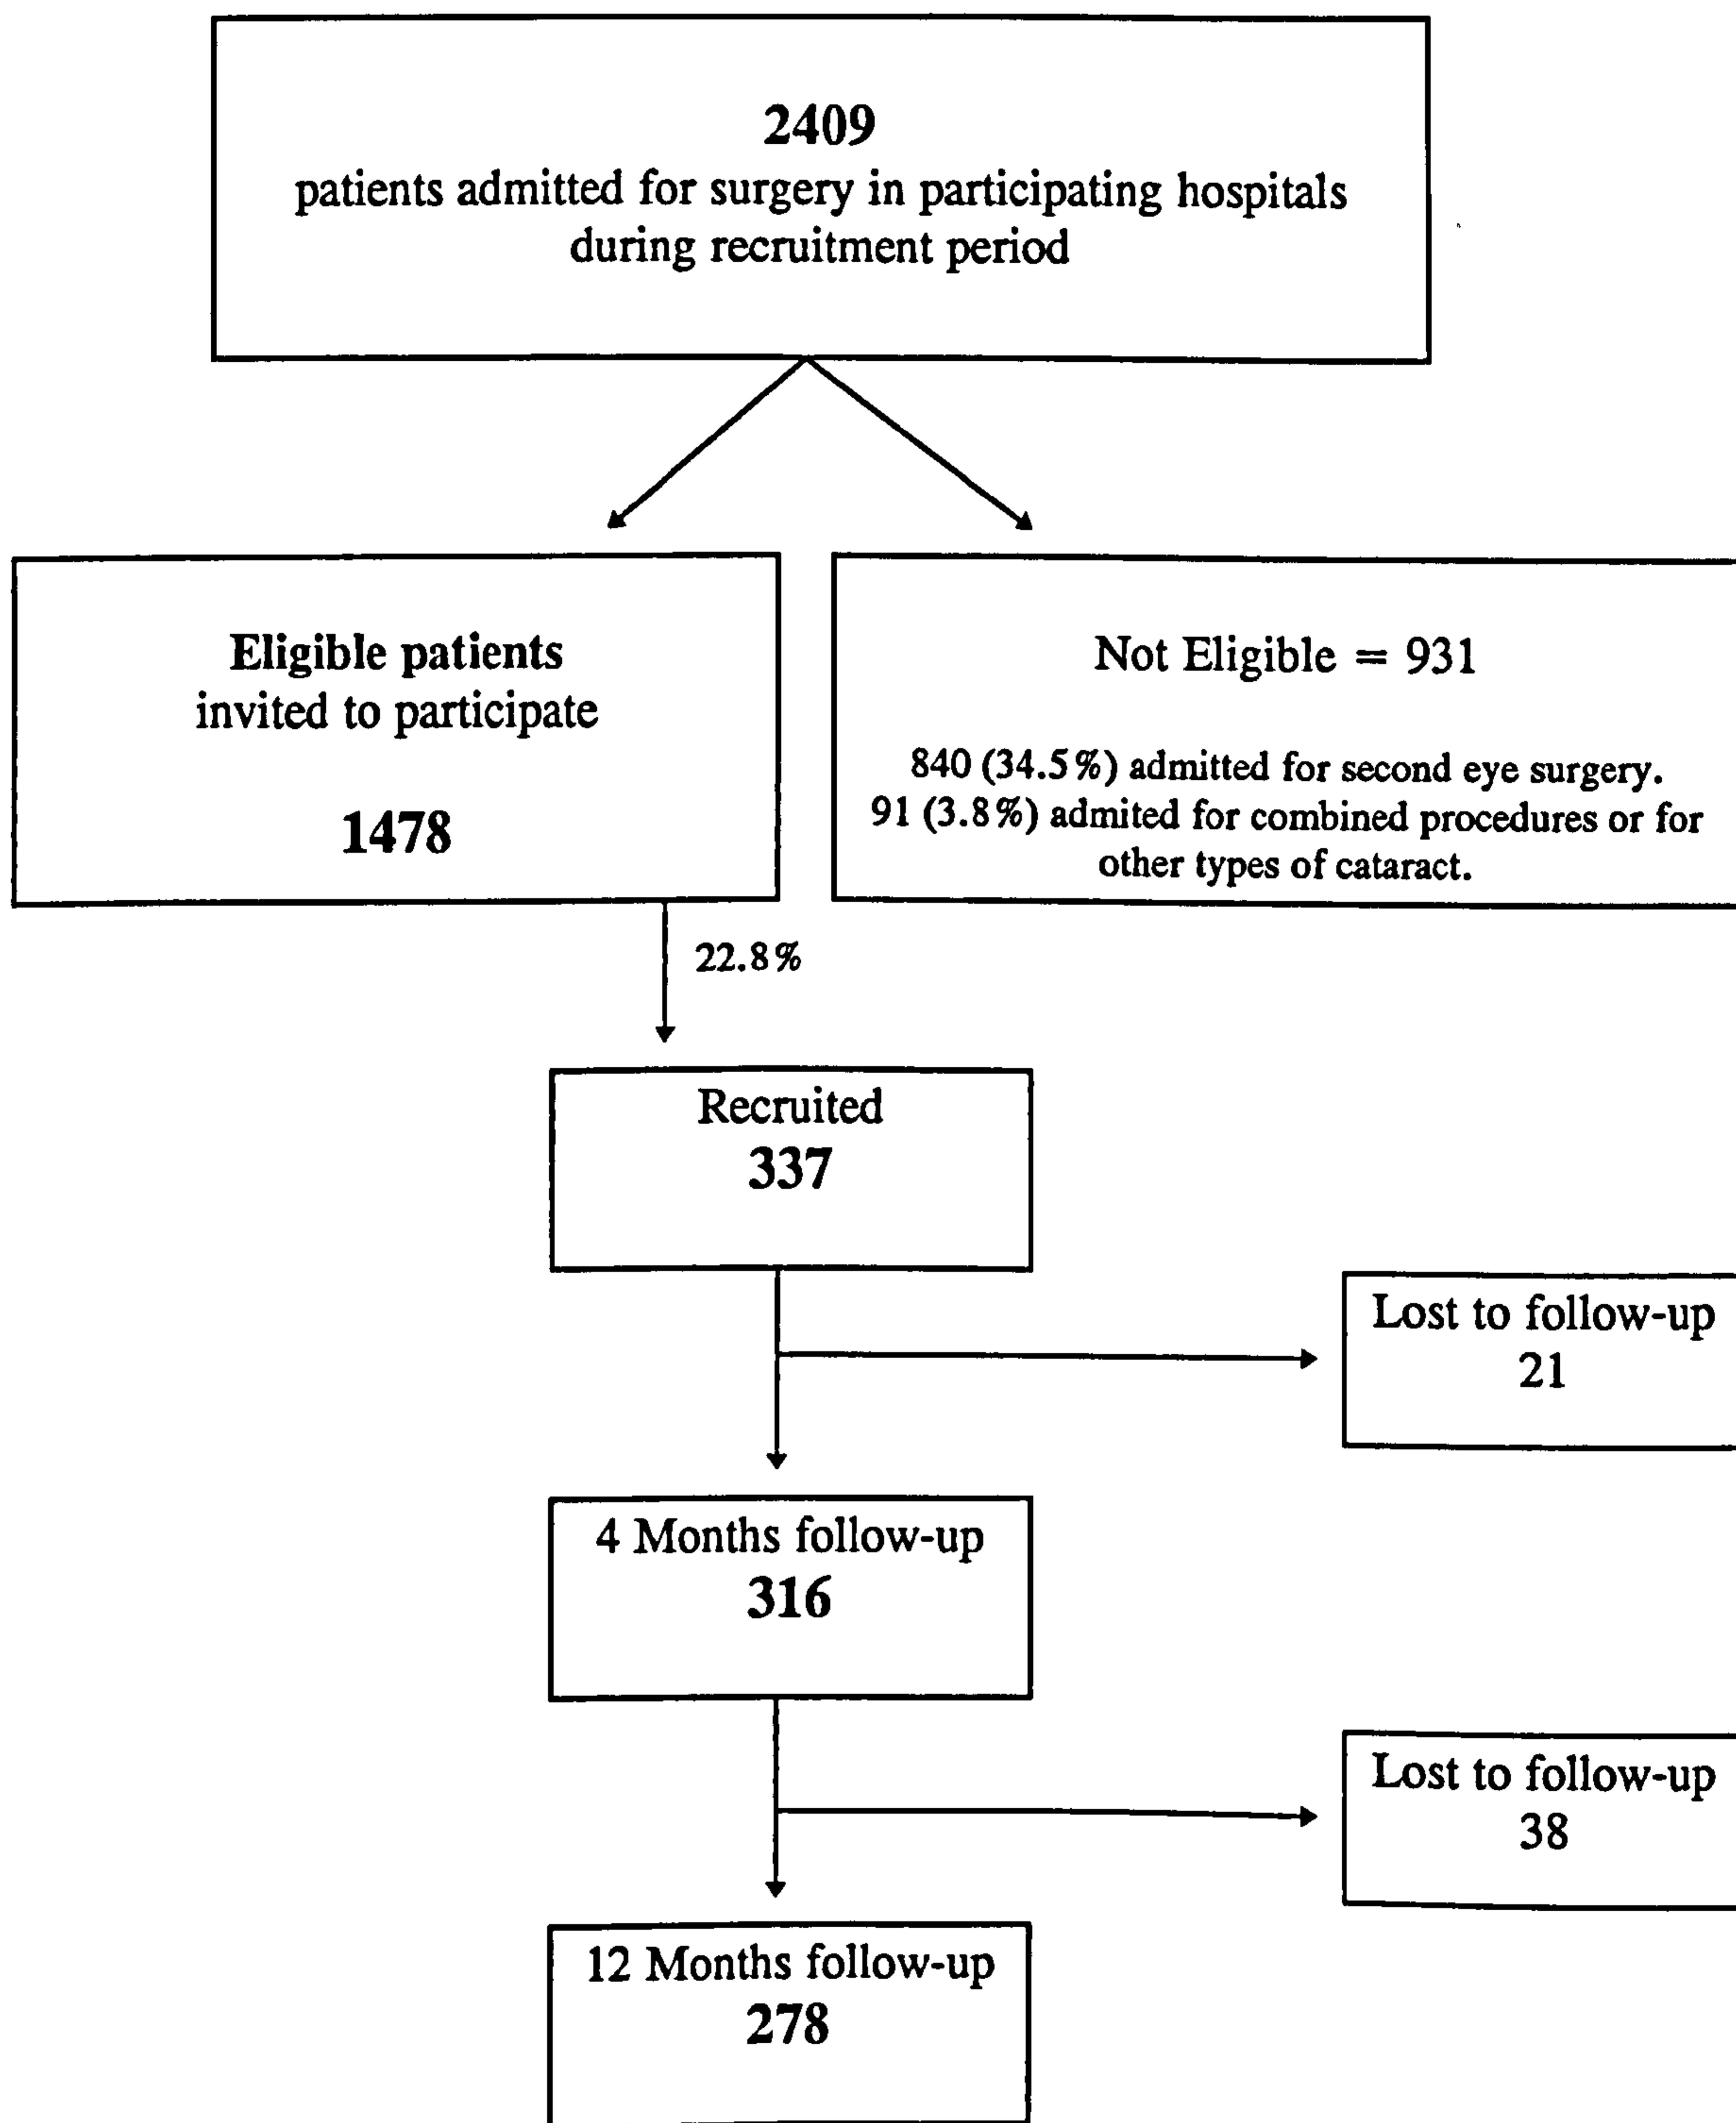 2409
patients admitted for surgery in participating hospitals
during recruitment period
Eligible patients
invited to participate
1478
Not Eligible = 931
840 (34.5%) admitted for second eye surgery.
91 (3.8%) admited for combined procedures or for
other types of cataract.
22.8%
Recruited
337
Lost to follow-up
21
4 Months follow-up
316
Lost to follow-up
38
12 Months follow-up
278